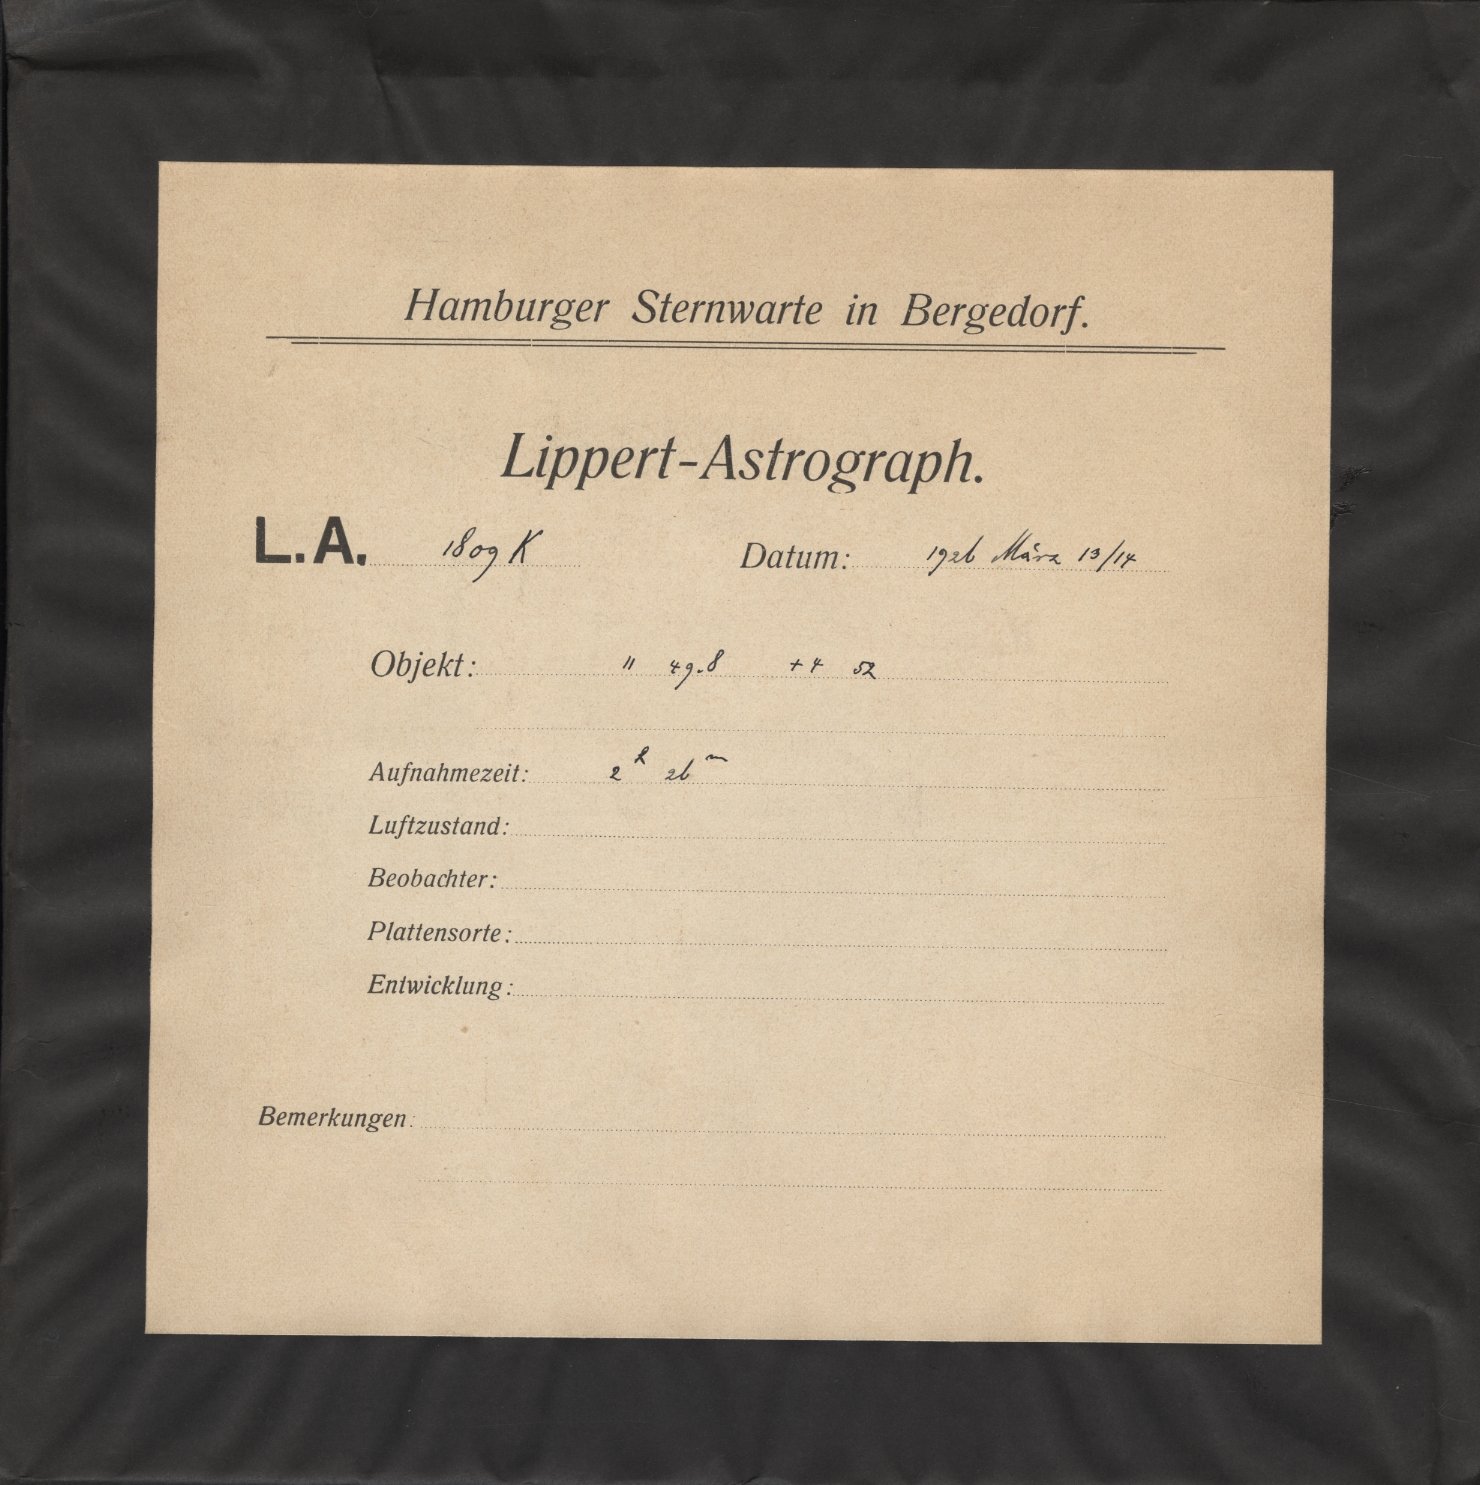 Hamburger Sternwarte in Bergedorf.
Lippert-Astrograph.
L.A. 1809 K Datum: 1926 März 13/14
Objekt: 11 49.8 +4 52
Aufnahmezeit: 2h 26m
Luftzustand:
Beobachter:
Plattensorte:
Entwicklung:
Bemerkungen: